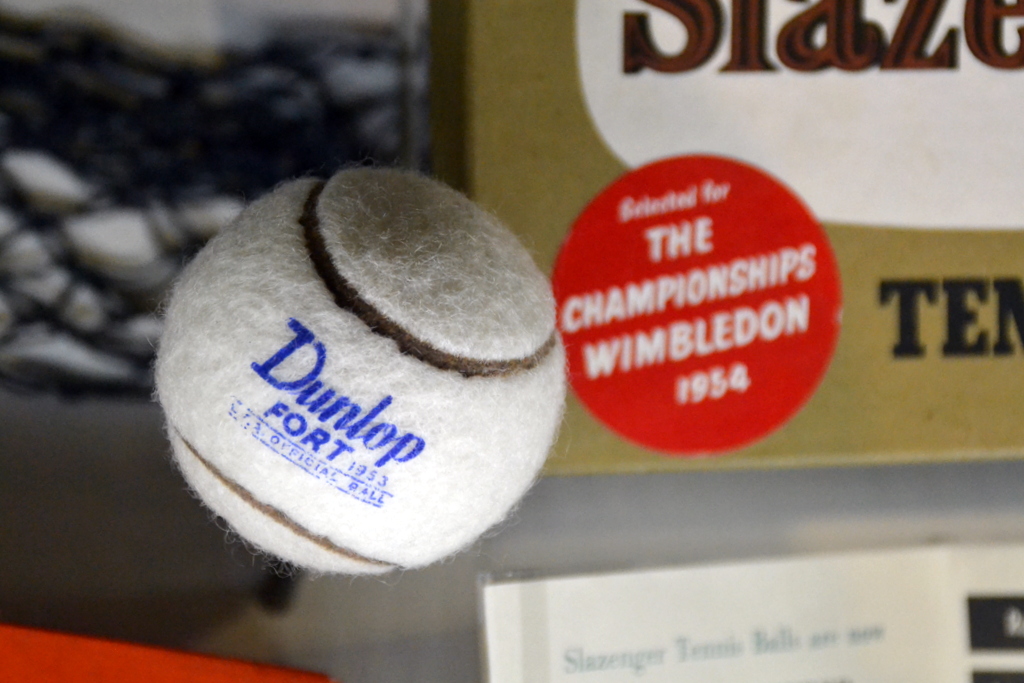 Slaze
Selected for
THE
CHAMPIONSHIPS
WIMBLEDON
1954
TEN
Dunlop
FORT
1953
OFFICIAL BALL
Slazenger Tennis Balls are now